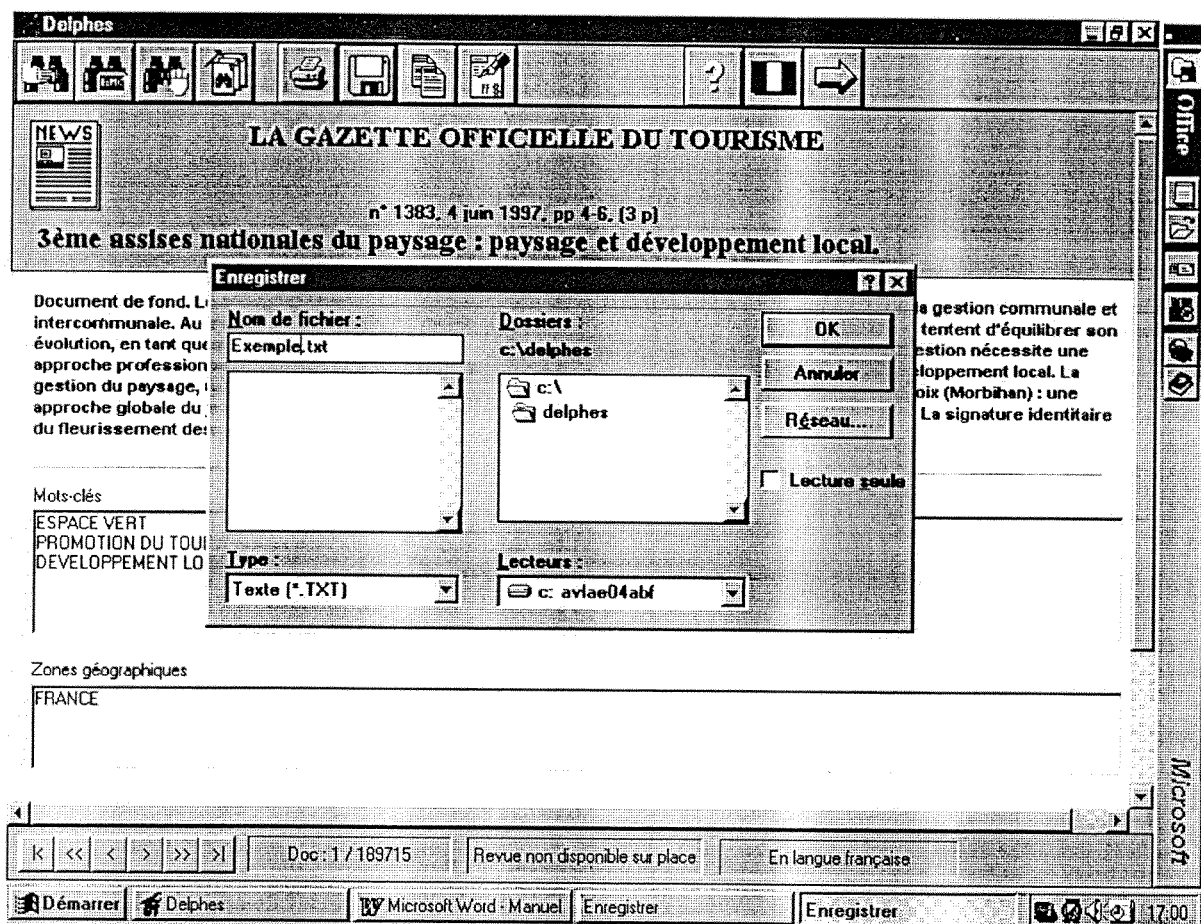 Delphes
Office
NEWS
LA GAZETTE OFFICIELLE DU TOURISME
n° 1383, 4 juin 1997, pp 4-6, (3 p)
3ème assises nationales du paysage : paysage et développement local.
Enregistrer
Document de fond.
a gestion communale et
intercommunale. Au
tentent d'équilibrer son
évolution, en tant que
estion nécessite une
approche profession
eloppement local. La
gestion du paysage,
oix (Morbihan) : une
approche globale du
La signature identitaire
du fleurissement des
Nom de fichier :
Exemple.txt
Dossiers :
c:\delphes
c:\
delphes
OK
Annuler
Réseau....
Lecture seule
Type :
Texte (*.TXT)
Lecteurs :
c: avlae04abf
Mots-clés
ESPACE VERT
PROMOTION DU TOUI
DEVELOPPEMENT LO
Zones géographiques
FRANCE
Microsoft
Doc : 1 / 189715
Revue non disponible sur place
En langue française
Démarrer
Delphes
Microsoft Word - Manuel
Enregistrer
Enregistrer
17:00